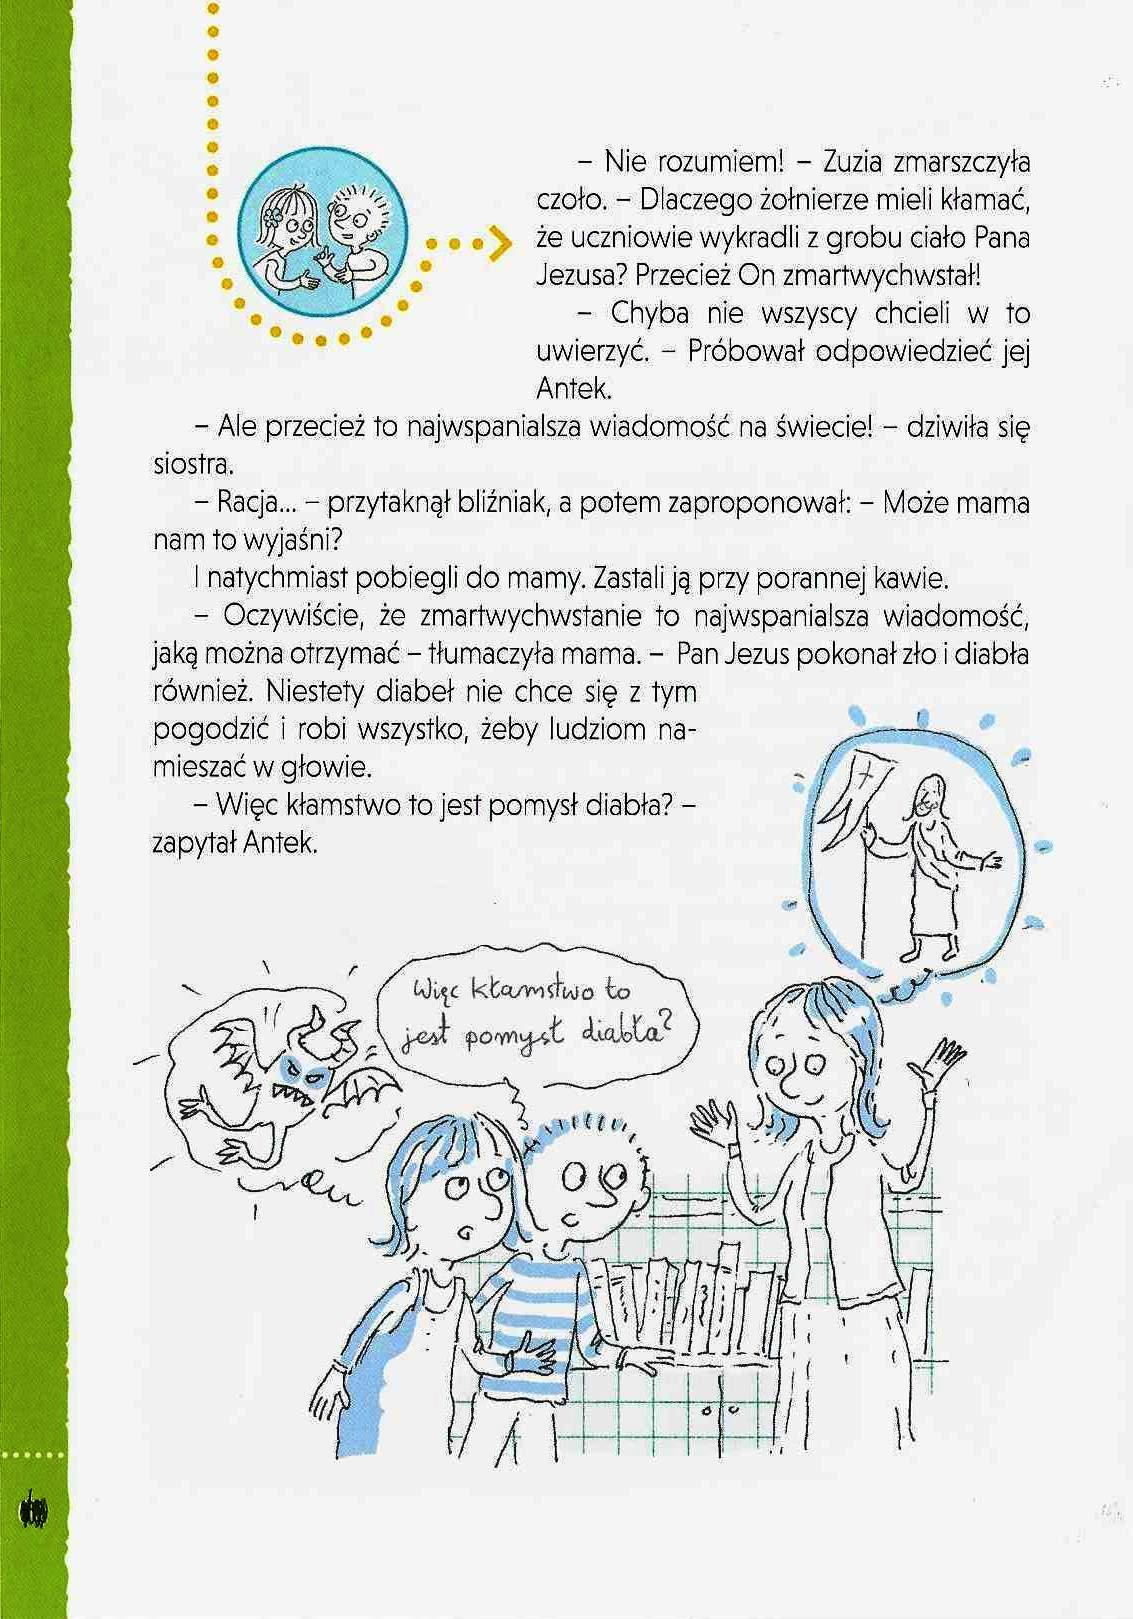 – Nie rozumiem! – Zuzia zmarszczyła
czoło. – Dlaczego żołnierze mieli kłamać,
że uczniowie wykradli z grobu ciało Pana
Jezusa? Przecież On zmartwychwstał!
– Chyba nie wszyscy chcieli w to
uwierzyć. – Próbował odpowiedzieć jej
Antek.
– Ale przecież to najwspanialsza wiadomość na świecie! – dziwiła się
siostra.
– Racja... – przytaknął bliźniak, a potem zaproponował: – Może mama
nam to wyjaśni?
I natychmiast pobiegli do mamy. Zastali ją przy porannej kawie.
– Oczywiście, że zmartwychwstanie to najwspanialsza wiadomość,
jaką można otrzymać – tłumaczyła mama. – Pan Jezus pokonał zło i diabła
również. Niestety diabeł nie chce się z tym
pogodzić i robi wszystko, żeby ludziom na-
mieszać w głowie.
– Więc kłamstwo to jest pomysł diabła? –
zapytał Antek.
Więc kłamstwo to
jest pomysł diabła?